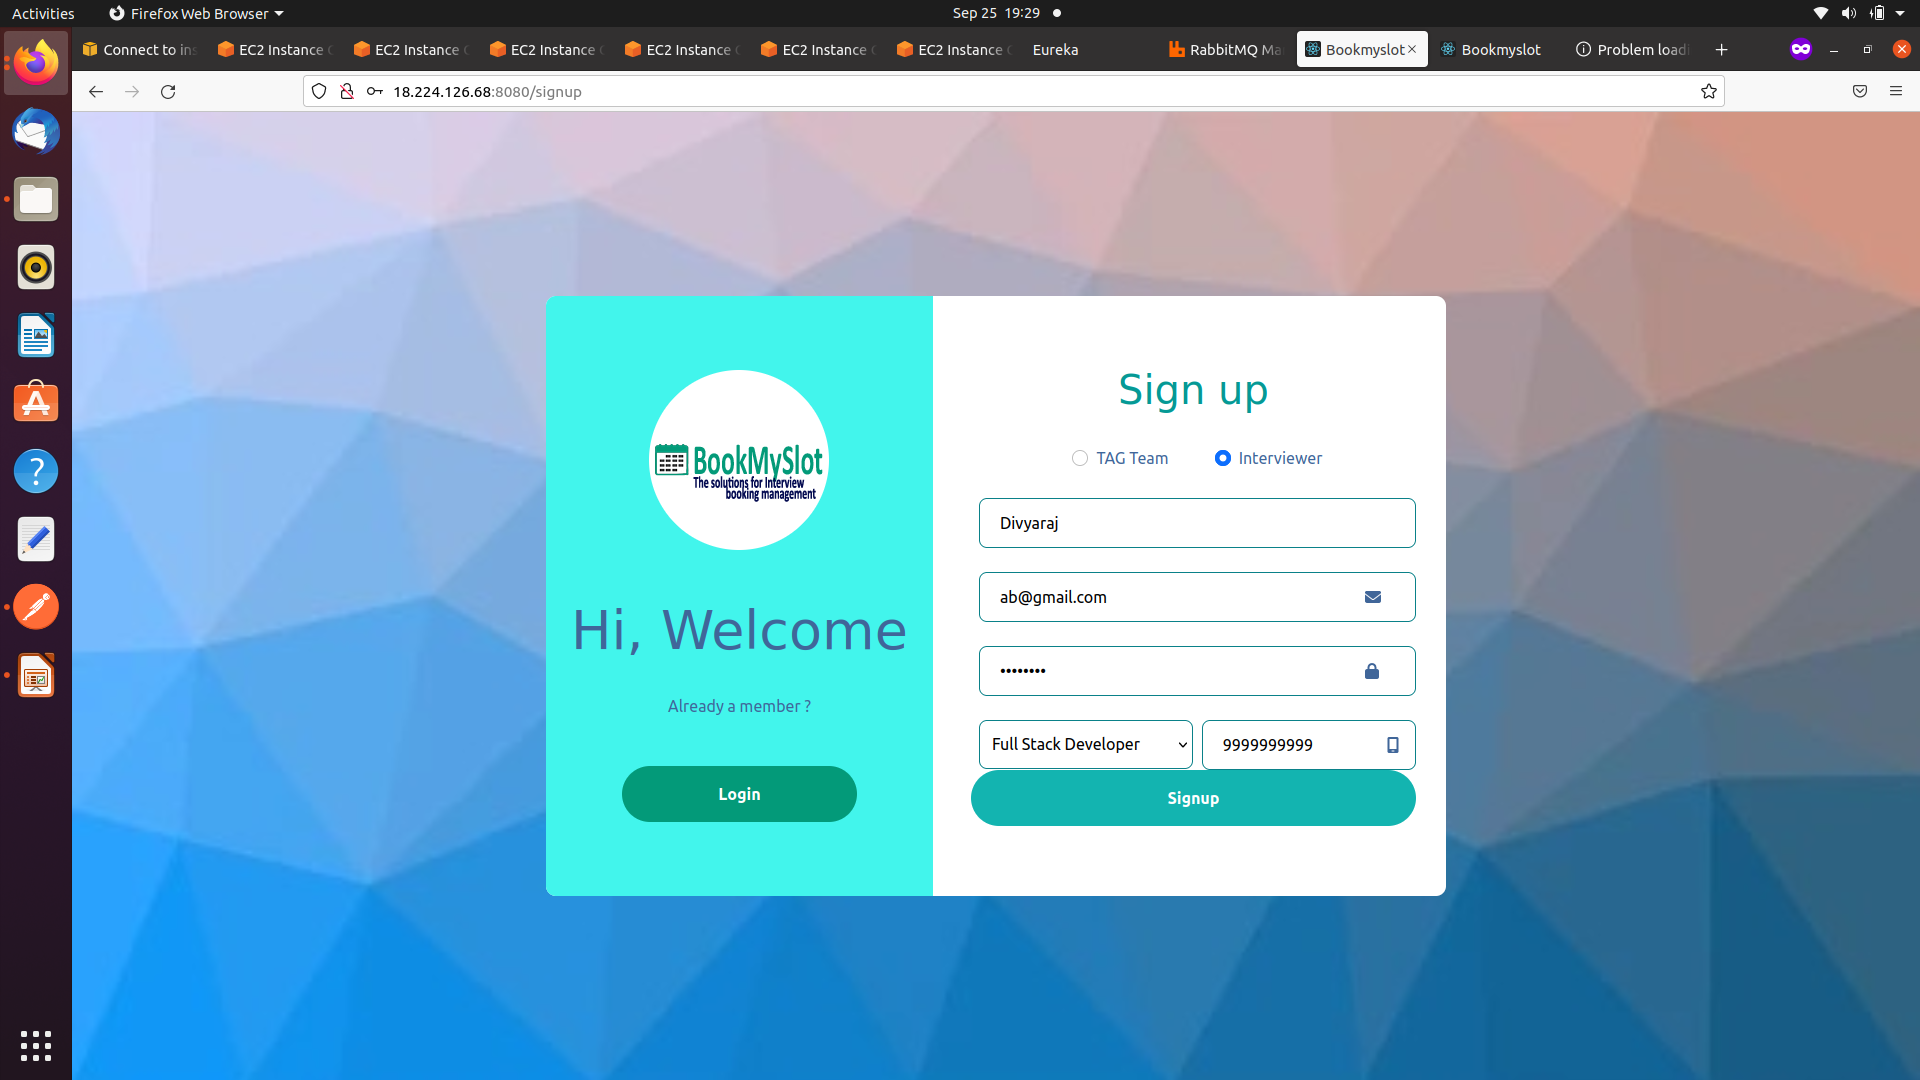 Activities Firefox Web Browser Sep 25 19:29
Connect to ins EC2 Instance C EC2 Instance C EC2 Instance C EC2 Instance C EC2 Instance C EC2 Instance C Eureka RabbitMQ Ma Bookmyslot Bookmyslot Problem loadi
18.224.126.68:8080/signup
BookMySlot
The solutions for Interview
booking management
Hi, Welcome
Already a member ?
Login
Sign up
TAG Team Interviewer
Divyaraj
ab@gmail.com
••••••••
Full Stack Developer 9999999999
Signup